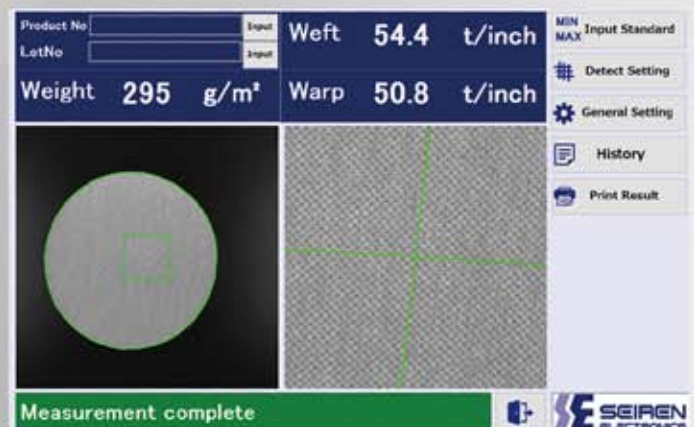 Product No Input
LotNo Input
Weight 295 g/m²
Weft 54.4 t/inch
Warp 50.8 t/inch
MIN MAX Input Standard
Detect Setting
General Setting
History
Print Result
Measurement complete
SEIREN
ELECTRONICS